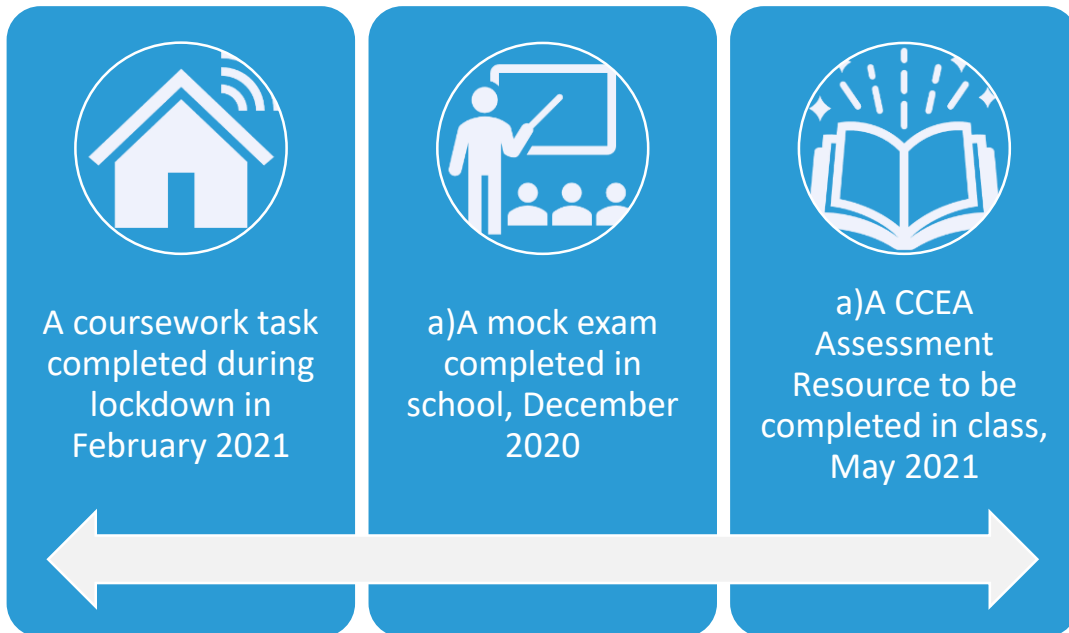 A coursework task
completed during
lockdown in
February 2021
a)A mock exam
completed in
school, December
2020
a)A CCEA
Assessment
Resource to be
completed in class,
May 2021